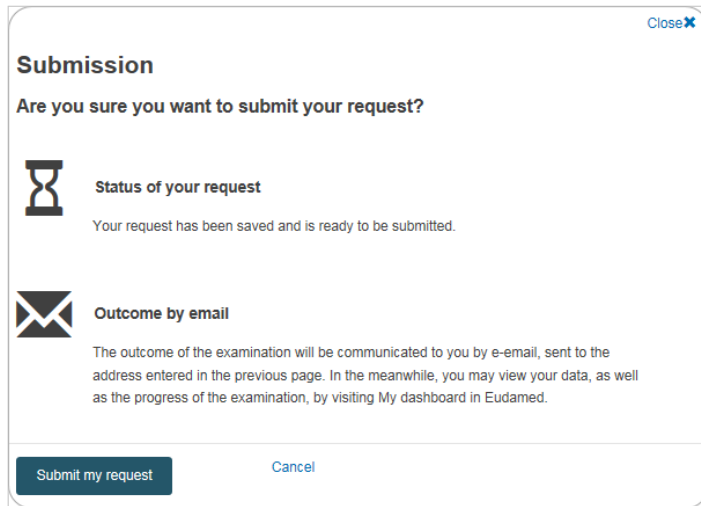 Close✖
Submission
Are you sure you want to submit your request?
Status of your request
Your request has been saved and is ready to be submitted.
Outcome by email
The outcome of the examination will be communicated to you by e-email, sent to the
address entered in the previous page. In the meanwhile, you may view your data, as well
as the progress of the examination, by visiting My dashboard in Eudamed.
Submit my request
Cancel